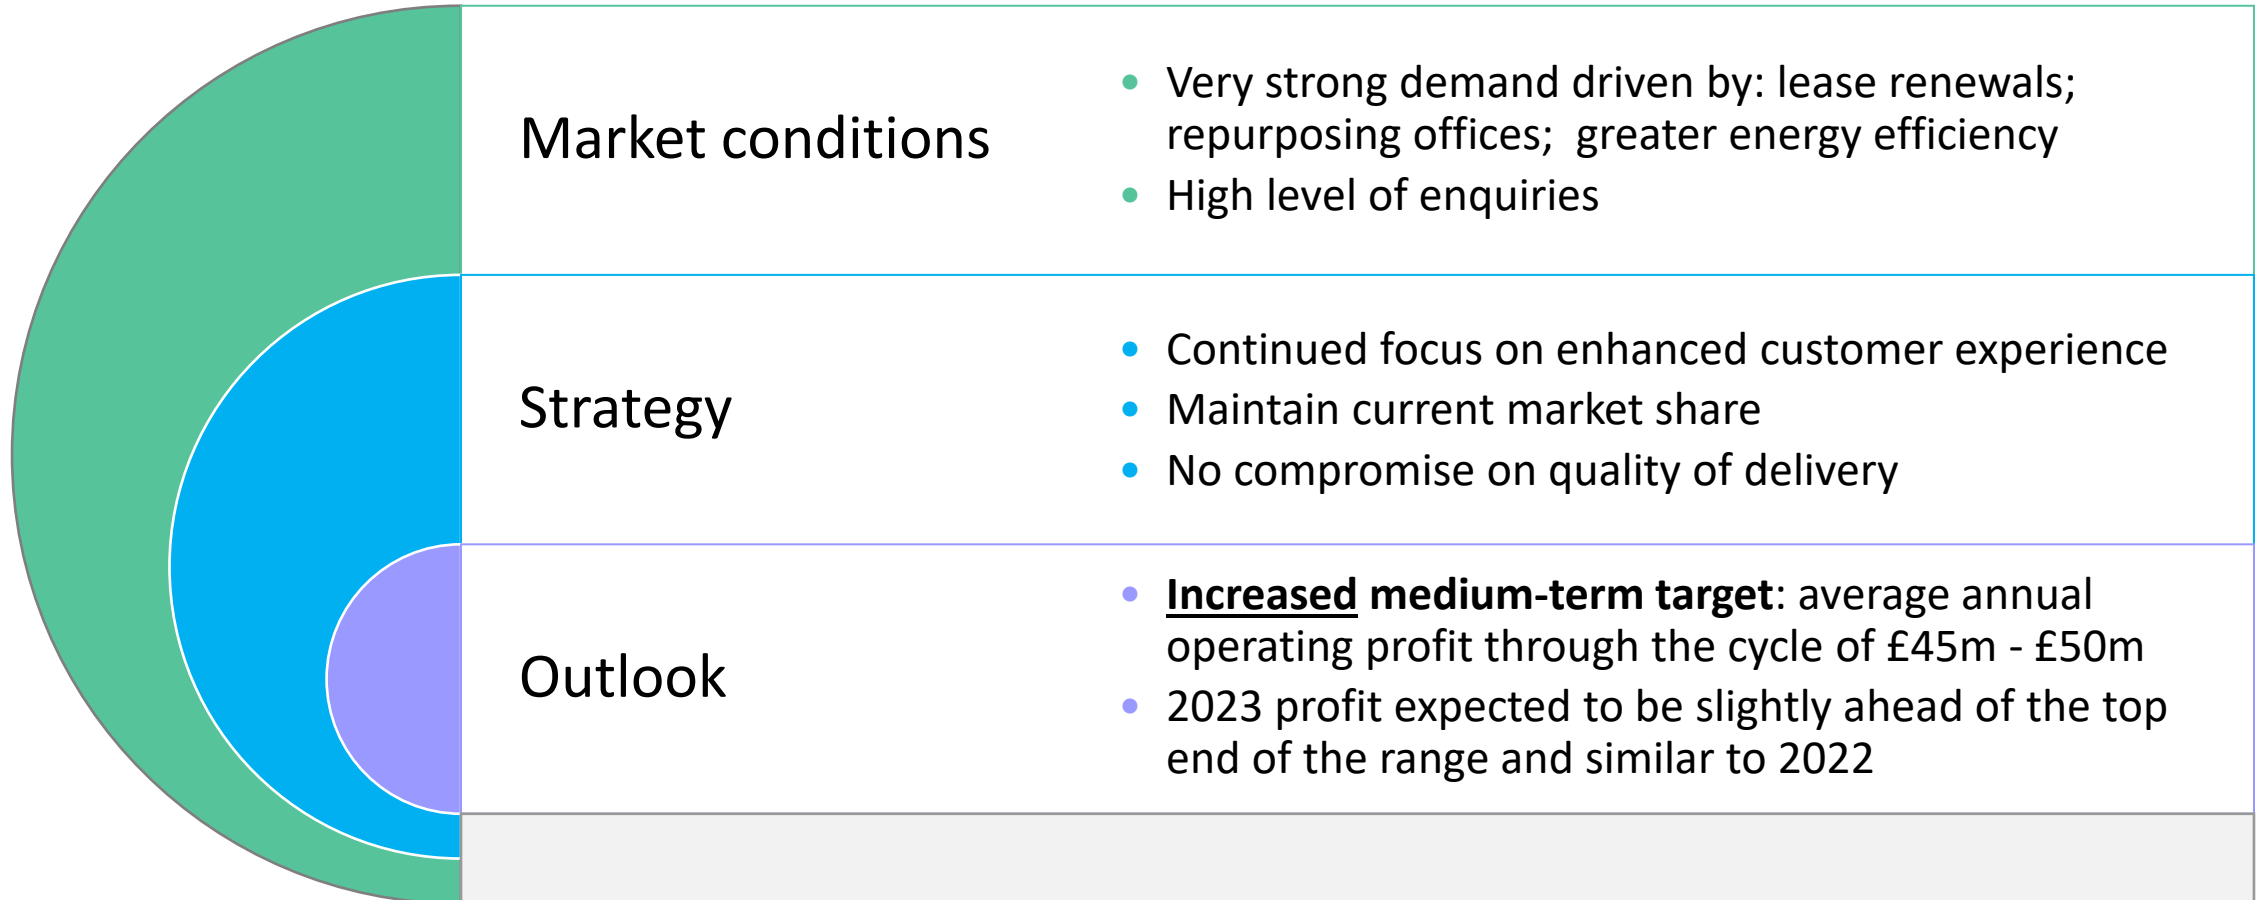 Market conditions
• Very strong demand driven by: lease renewals;
repurposing offices;  greater energy efficiency
• High level of enquiries
Strategy
• Continued focus on enhanced customer experience
• Maintain current market share
• No compromise on quality of delivery
Outlook
• Increased medium-term target: average annual
operating profit through the cycle of £45m - £50m
• 2023 profit expected to be slightly ahead of the top
end of the range and similar to 2022